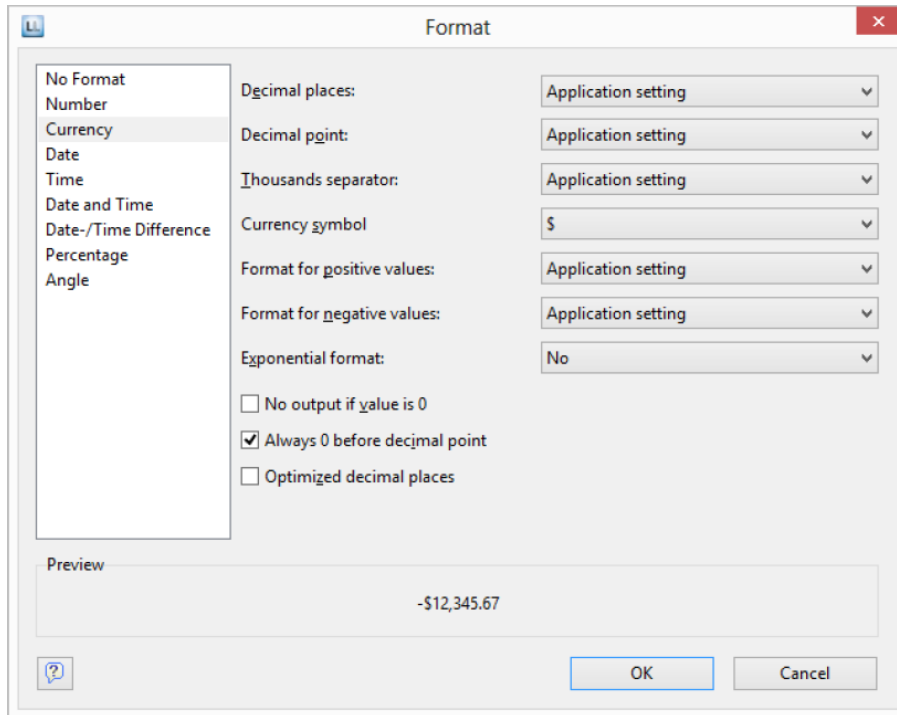 LL
Format
No Format
Number
Currency
Date
Time
Date and Time
Date-/Time Difference
Percentage
Angle
Decimal places:
Application setting
Decimal point:
Application setting
Thousands separator:
Application setting
Currency symbol
$
Format for positive values:
Application setting
Format for negative values:
Application setting
Exponential format:
No
No output if value is 0
Always 0 before decimal point
Optimized decimal places
Preview
-$12,345.67
?
OK
Cancel